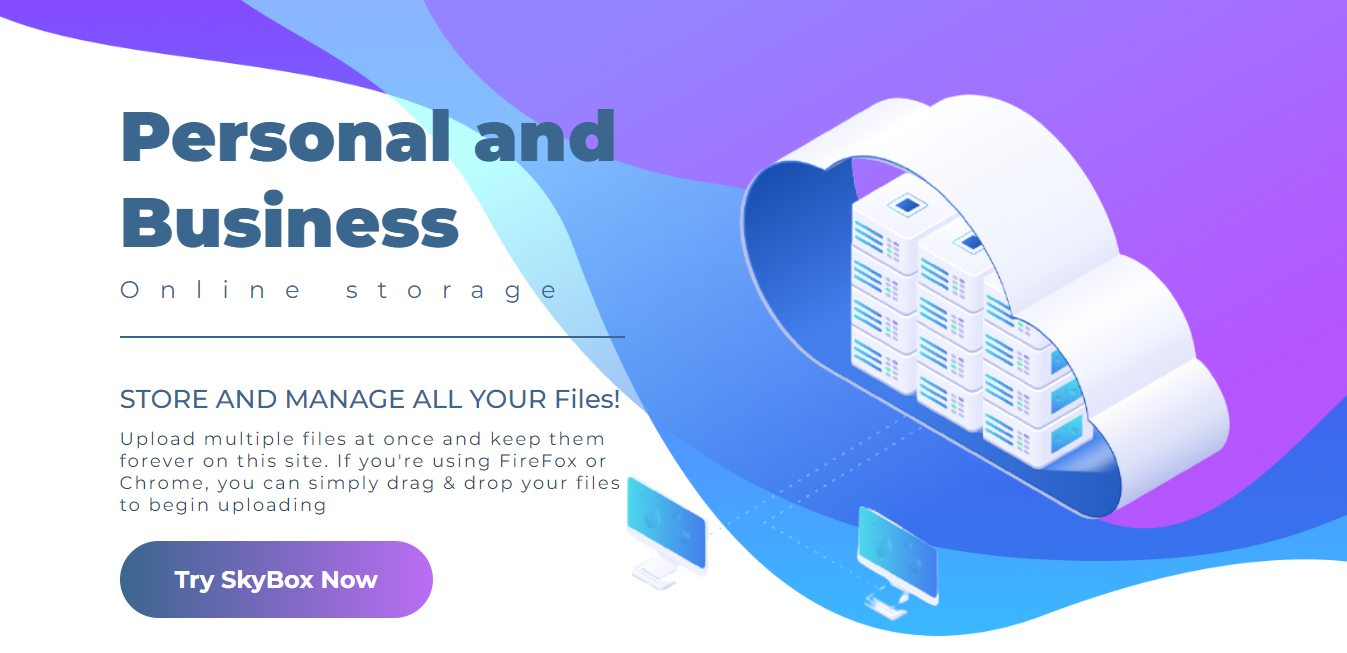 Personal and
Business
Online storage
STORE AND MANAGE ALL YOUR Files!
Upload multiple files at once and keep them
forever on this site. If you're using FireFox or
Chrome, you can simply drag & drop your files
to begin uploading
Try SkyBox Now